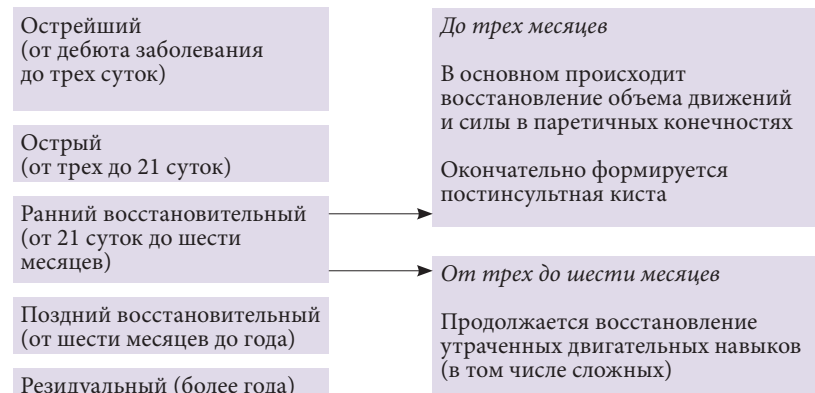 Острейший
(от дебюта заболевания
до трех суток)
Острый
(от трех до 21 суток)
Ранний восстановительный
(от 21 суток до шести
месяцев)
Поздний восстановительный
(от шести месяцев до года)
Резидуальный (более года)
До трех месяцев
В основном происходит
восстановление объема движений
и силы в паретичных конечностях
Окончательно формируется
постинсультная киста
От трех до шести месяцев
Продолжается восстановление
утраченных двигательных навыков
(в том числе сложных)